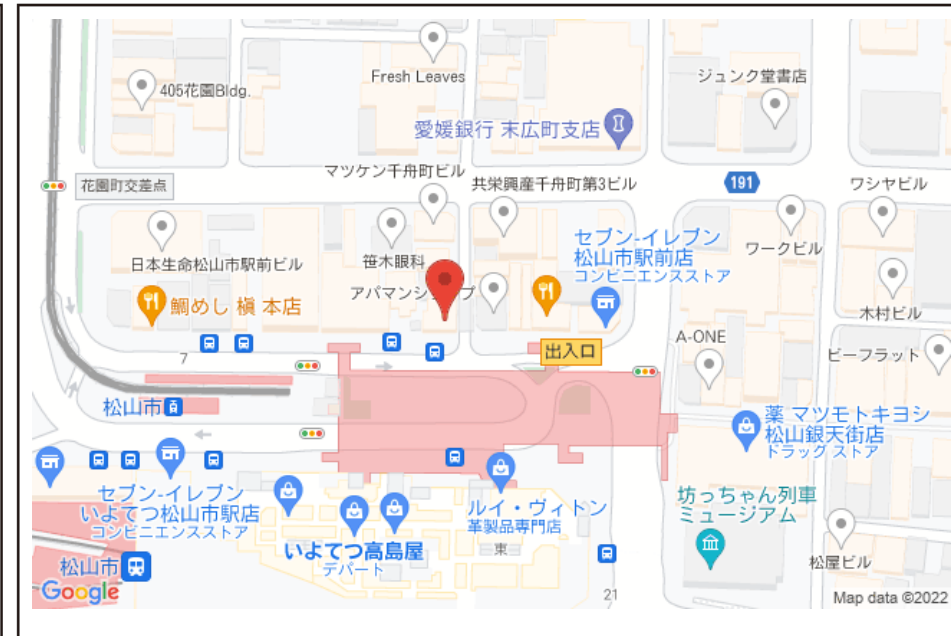 Fresh Leaves
ジュンク堂書店
405花園Bldg.
愛媛銀行 末広町支店
マツケン千舟町ビル
共栄興産千舟町第3ビル
191
ワシヤビル
花園町交差点
セブン-イレブン
松山市駅前店
コンビニエンスストア
ワークビル
日本生命松山市駅前ビル
笹木眼科
アパマンショップ
鯛めし 槇 本店
木村ビル
A-ONE
出入口
ビーフラット
7
松山市
薬 マツモトキヨシ
松山銀天街店
ドラッグ ストア
セブン-イレブン
いよてつ松山市駅店
コンビニエンスストア
ルイ・ヴィトン
革製品専門店
坊っちゃん列車
ミュージアム
いよてつ高島屋
デパート
東
松山市
松屋ビル
Google
21
Map data ©2022